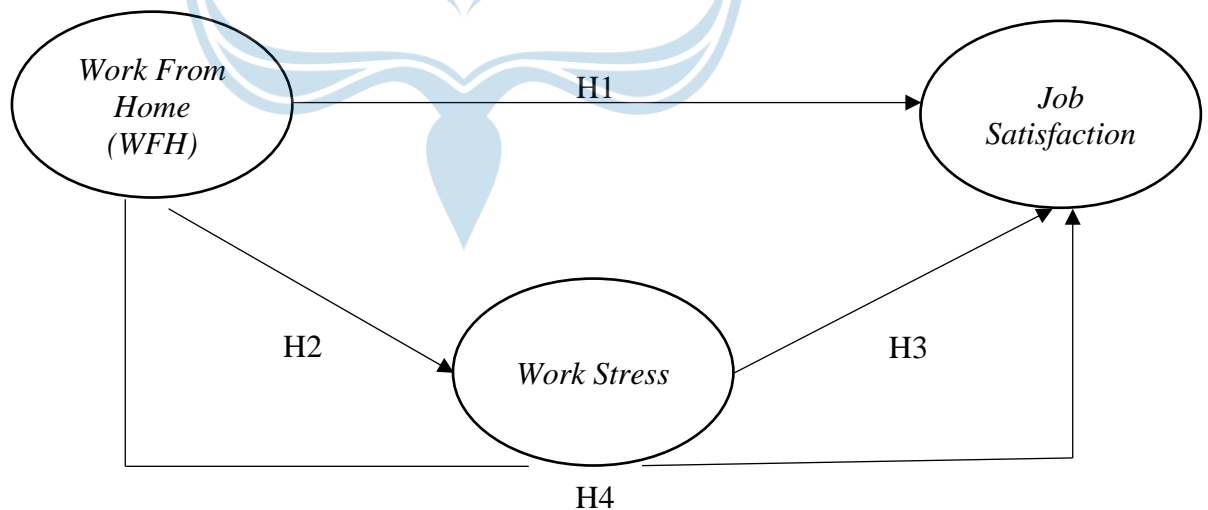 Work From
Home
(WFH)
H1
Job
Satisfaction
H2
Work Stress
H3
H4